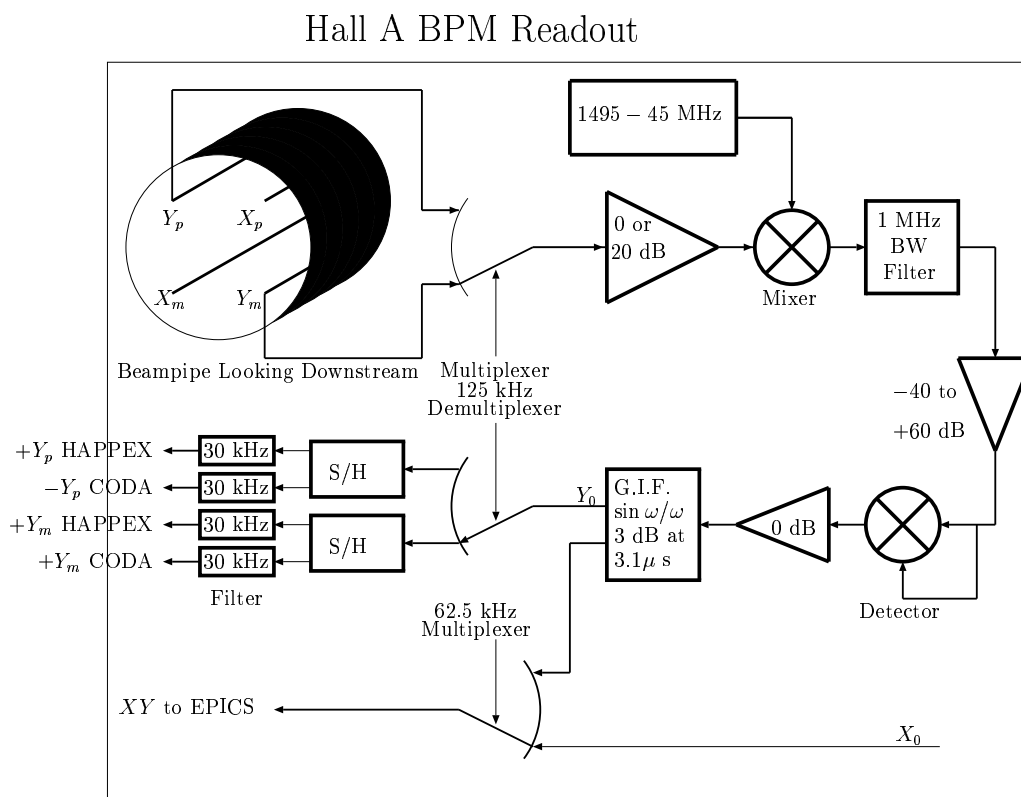 Hall A BPM Readout
1495 − 45 MHz
Y_p
X_p
X_m
Y_m
Beampipe Looking Downstream
0 or
20 dB
Mixer
1 MHz
BW
Filter
Multiplexer
125 kHz
Demultiplexer
−40 to
+60 dB
+Y_p HAPPEX
−Y_p CODA
+Y_m HAPPEX
+Y_m CODA
30 kHz
30 kHz
30 kHz
30 kHz
Filter
S/H
S/H
Y_0
G.I.F.
sin ω/ω
3 dB at
3.1μ s
0 dB
Detector
62.5 kHz
Multiplexer
XY to EPICS
X_0